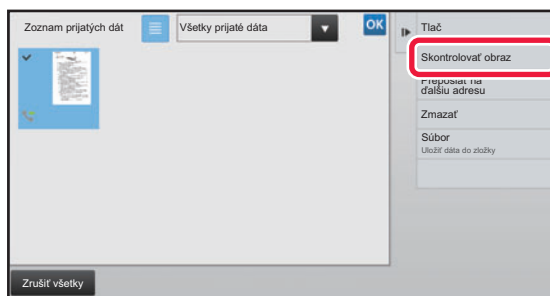 Zoznam prijatých dát
Všetky prijaté dáta
OK
Tlač
Skontrolovať obraz
Preposlať na
ďalšiu adresu
Zmazať
Súbor
Uložiť dáta do zložky
Zrušiť všetky